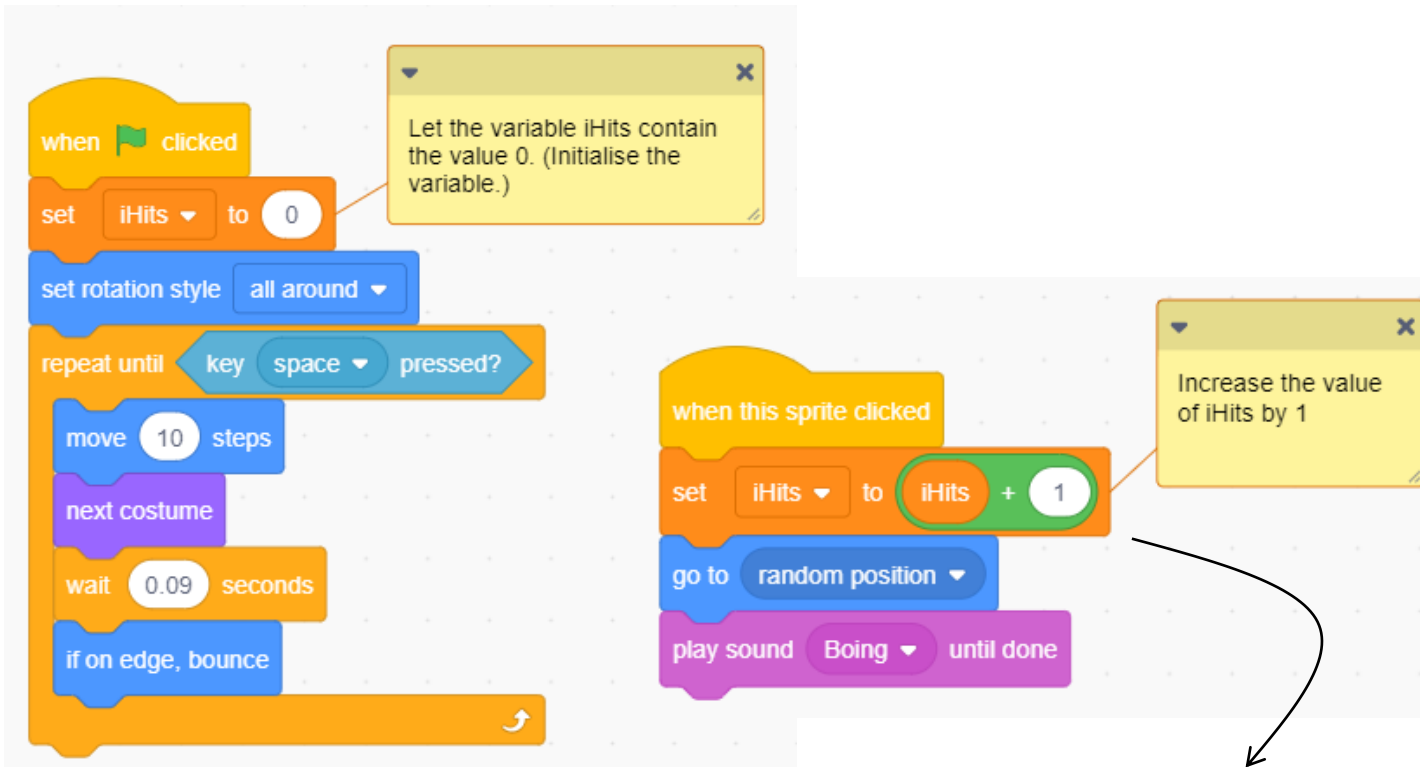 when clicked
set iHits to 0
set rotation style all around
repeat until key space pressed?
move 10 steps
next costume
wait 0.09 seconds
if on edge, bounce
Let the variable iHits contain
the value 0. (Initialise the
variable.)
when this sprite clicked
set iHits to iHits + 1
go to random position
play sound Boing until done
Increase the value
of iHits by 1